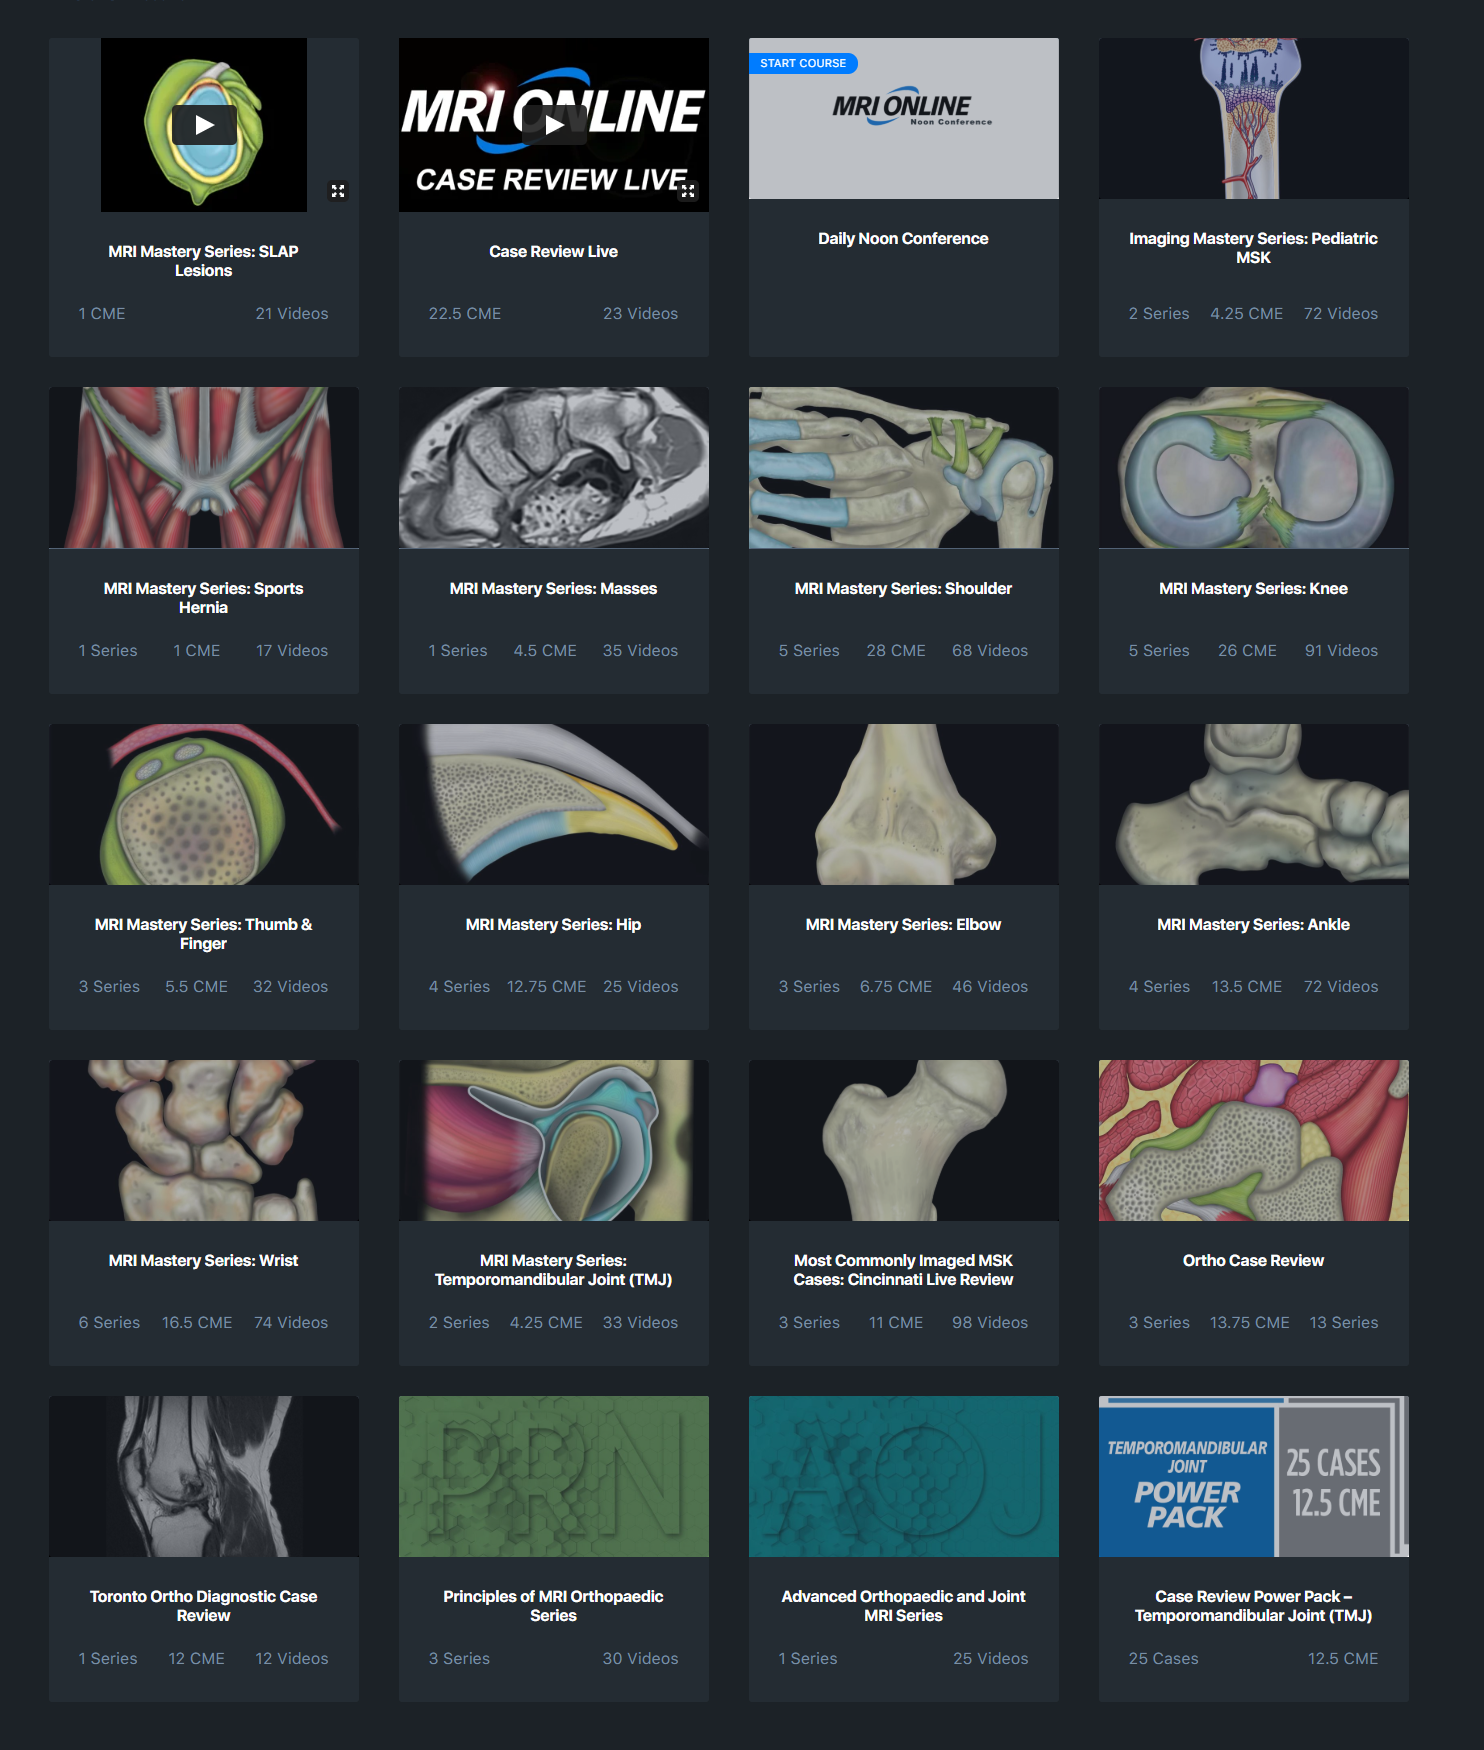 MRI ONLINE
CASE REVIEW LIVE
START COURSE
MRI ONLINE
Noon Conference
MRI Mastery Series: SLAP
Lesions
1 CME 21 Videos
Case Review Live
22.5 CME 23 Videos
Daily Noon Conference
Imaging Mastery Series: Pediatric
MSK
2 Series 4.25 CME 72 Videos
MRI Mastery Series: Sports
Hernia
1 Series 1 CME 17 Videos
MRI Mastery Series: Masses
1 Series 4.5 CME 35 Videos
MRI Mastery Series: Shoulder
5 Series 28 CME 68 Videos
MRI Mastery Series: Knee
5 Series 26 CME 91 Videos
MRI Mastery Series: Thumb &
Finger
3 Series 5.5 CME 32 Videos
MRI Mastery Series: Hip
4 Series 12.75 CME 25 Videos
MRI Mastery Series: Elbow
3 Series 6.75 CME 46 Videos
MRI Mastery Series: Ankle
4 Series 13.5 CME 72 Videos
MRI Mastery Series: Wrist
6 Series 16.5 CME 74 Videos
MRI Mastery Series:
Temporomandibular Joint (TMJ)
2 Series 4.25 CME 33 Videos
Most Commonly Imaged MSK
Cases: Cincinnati Live Review
3 Series 11 CME 98 Videos
Ortho Case Review
3 Series 13.75 CME 13 Series
Toronto Ortho Diagnostic Case
Review
1 Series 12 CME 12 Videos
PRN
Principles of MRI Orthopaedic
Series
3 Series 30 Videos
AOJ
Advanced Orthopaedic and Joint
MRI Series
1 Series 25 Videos
TEMPOROMANDIBULAR
JOINT
POWER
PACK
25 CASES
12.5 CME
Case Review Power Pack –
Temporomandibular Joint (TMJ)
25 Cases 12.5 CME